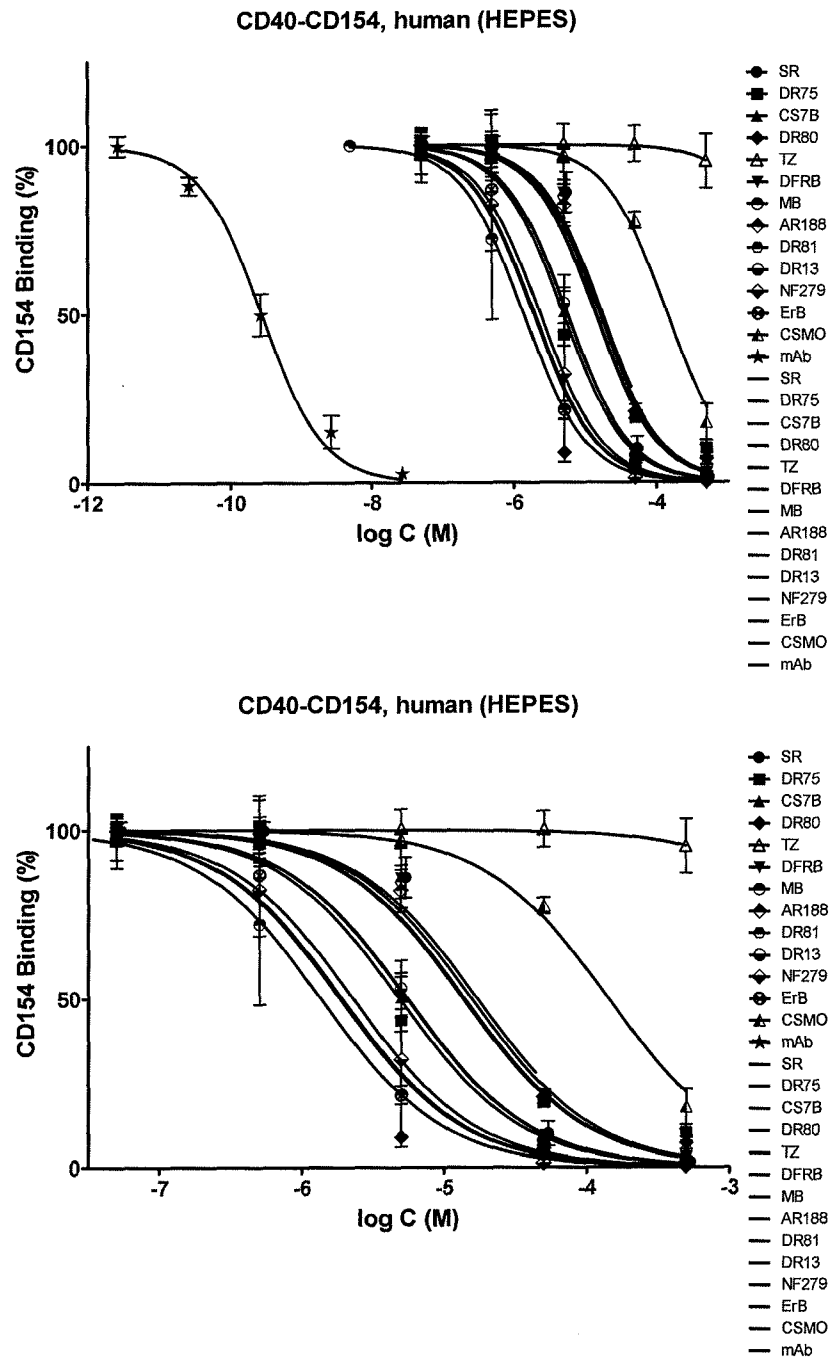 CD40-CD154, human (HEPES)
CD154 Binding (%)
100
50
0
-12
-10
-8
-6
-4
log C (M)
SR
DR75
CS7B
DR80
TZ
DFRB
MB
AR188
DR81
DR13
NF279
ErB
CSMO
mAb
SR
DR75
CS7B
DR80
TZ
DFRB
MB
AR188
DR81
DR13
NF279
ErB
CSMO
mAb
CD40-CD154, human (HEPES)
CD154 Binding (%)
100
50
0
-7
-6
-5
-4
-3
log C (M)
SR
DR75
CS7B
DR80
TZ
DFRB
MB
AR188
DR81
DR13
NF279
ErB
CSMO
mAb
SR
DR75
CS7B
DR80
TZ
DFRB
MB
AR188
DR81
DR13
NF279
ErB
CSMO
mAb